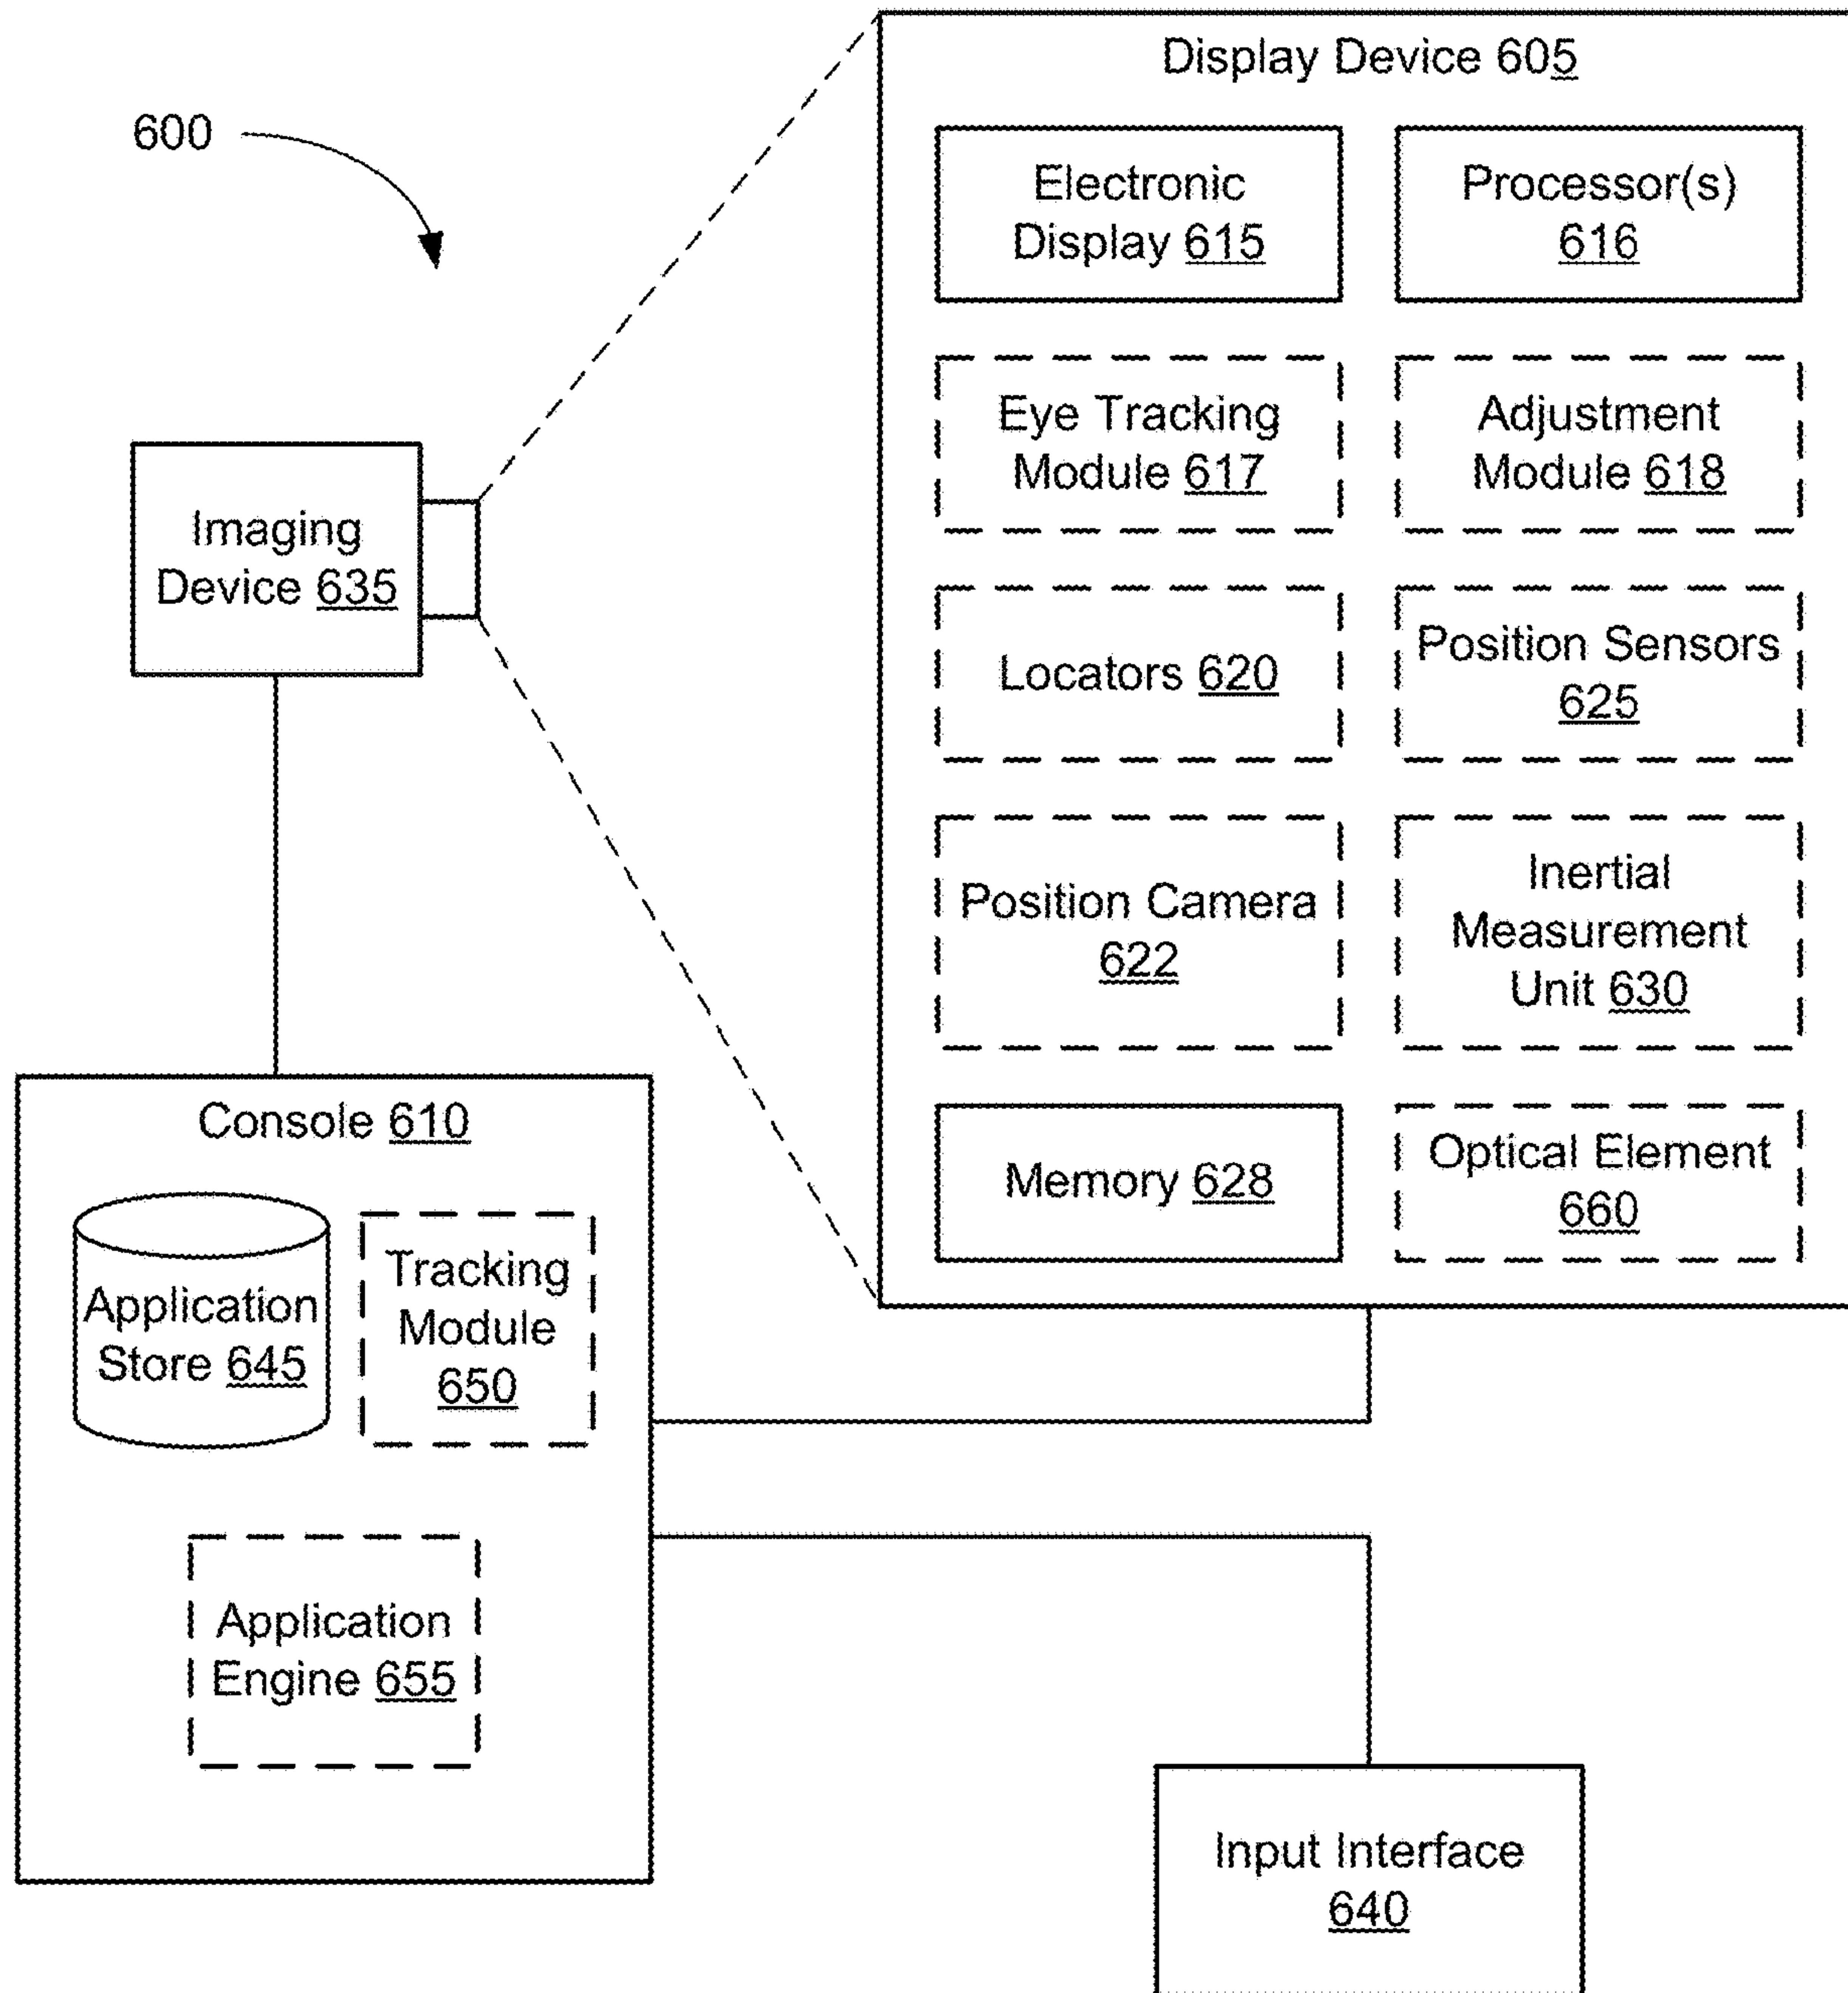 600
Display Device 605
Electronic
Display 615
Processor(s)
616
Eye Tracking
Module 617
Adjustment
Module 618
Locators 620
Position Sensors
625
Position Camera
622
Inertial
Measurement
Unit 630
Memory 628
Optical Element
660
Imaging
Device 635
Console 610
Application
Store 645
Tracking
Module
650
Application
Engine 655
Input Interface
640